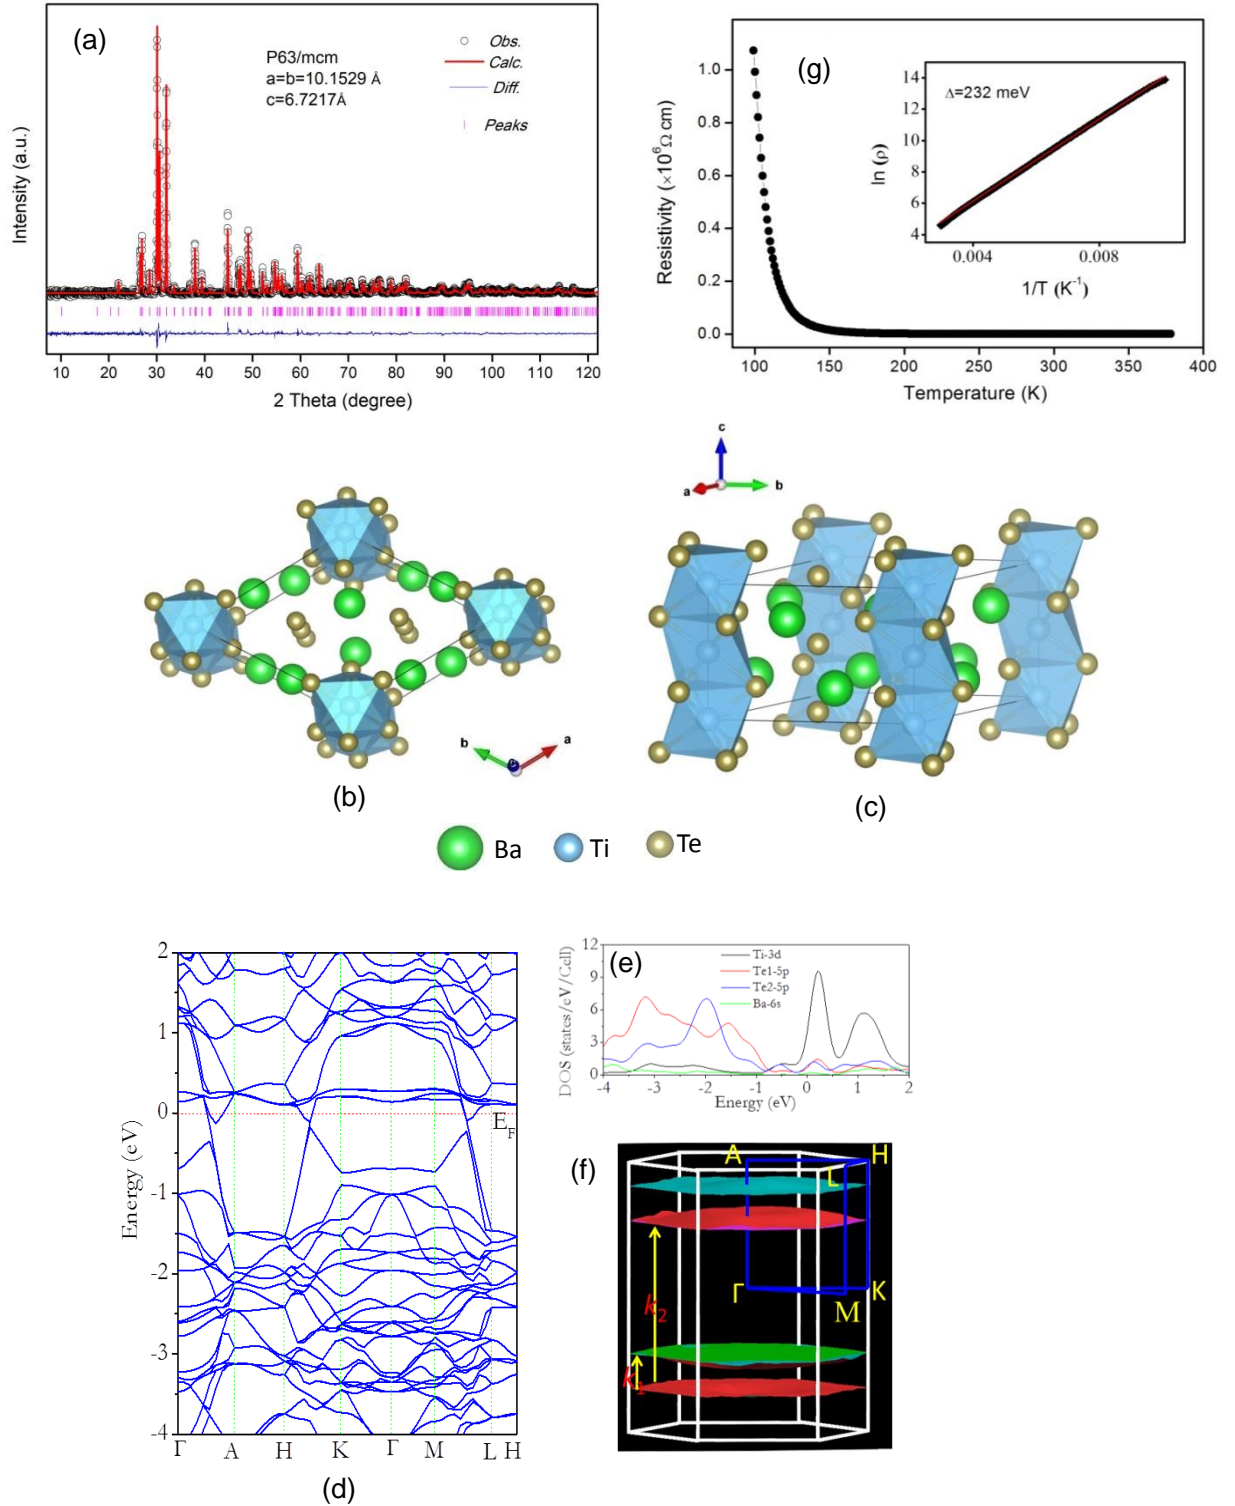 (a)
P63/mcm
a=b=10.1529 Å
c=6.7217Å
Obs.
Calc.
Diff.
Peaks
Intensity (a.u.)
10 20 30 40 50 60 70 80 90 100 110 120
2 Theta (degree)
(g)
Resistivity (×10⁶Ω cm)
1.0
0.8
0.6
0.4
0.2
0.0
100 150 200 250 300 350 400
Temperature (K)
Δ=232 meV
ln (ρ)
14
12
10
8
6
4
0.004 0.008
1/T (K⁻¹)
b a
c
(b)
c
a b
(c)
Ba Ti Te
Energy (eV)
2
1
0
-1
-2
-3
-4
E_F
Γ A H K Γ M L H
(d)
(e)
DOS (states/eV/Cell)
12
9
6
3
0
Ti-3d
Te1-5p
Te2-5p
Ba-6s
-4 -3 -2 -1 0 1 2
Energy (eV)
(f)
A H
L
Γ K
M
k₂
k₁